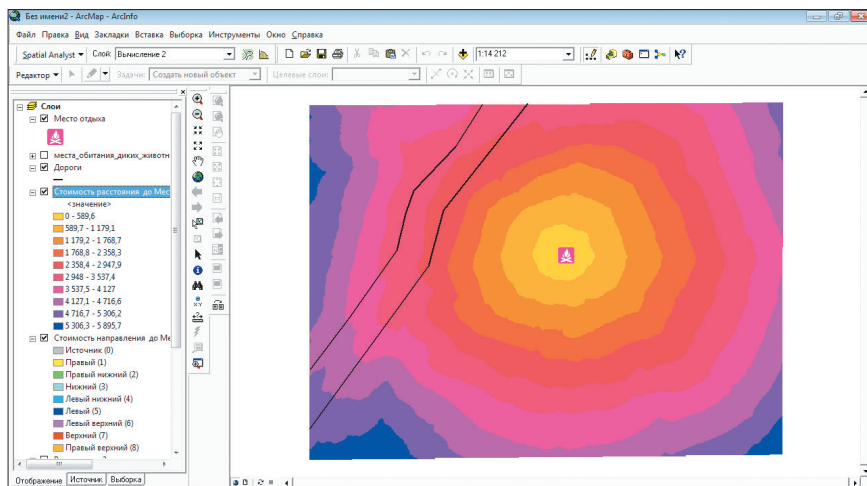 Без имени2 - ArcMap - ArcInfo
Файл Правка Вид Закладки Вставка Выборка Инструменты Окно Справка
Spatial Analyst Слой: Вычисление 2 1:14 212
Редактор Задачи: Создать новый объект Целевые слои:
Слои
Место отдыха
места_обитания_диких_животн
Дороги
Стоимость расстояния до Мес
<значение>
0 - 589,6
589,7 - 1 179,1
1 179,2 - 1 768,7
1 768,8 - 2 358,3
2 358,4 - 2 947,9
2 948 - 3 537,4
3 537,5 - 4 127
4 127,1 - 4 716,6
4 716,7 - 5 306,2
5 306,3 - 5 895,7
Стоимость направления до Ме
Источник (0)
Правый (1)
Правый нижний (2)
Нижний (3)
Левый нижний (4)
Левый (5)
Левый верхний (6)
Верхний (7)
Правый верхний (8)
Отображение Источник Выборка